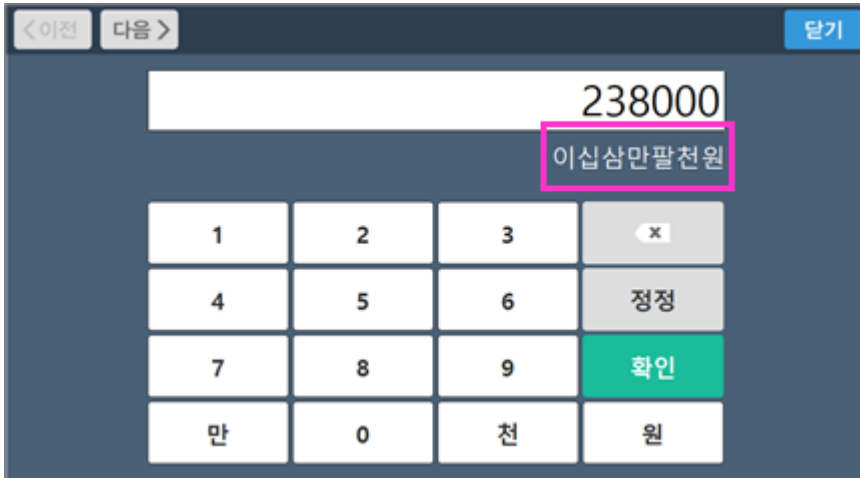 <이전 다음> 닫기
238000
이십삼만팔천원
1 2 3 x
4 5 6 정정
7 8 9 확인
만 0 천 원